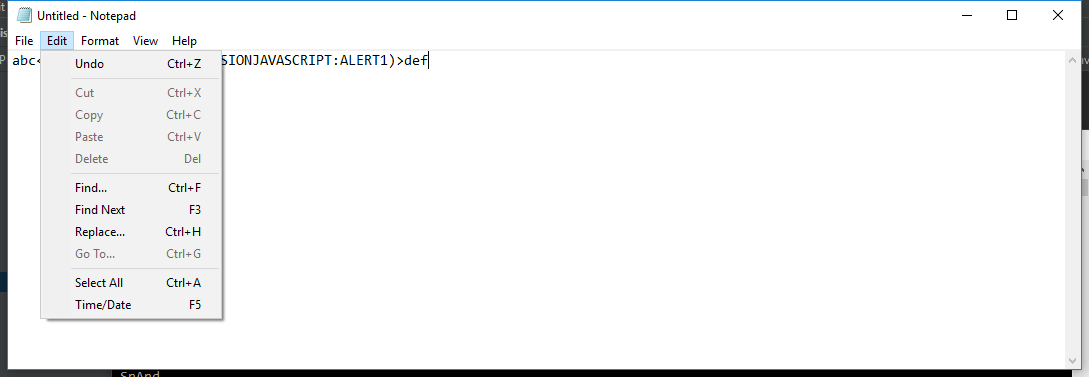 Untitled - Notepad
File Edit Format View Help
abc< SIONJAVASCRIPT:ALERT1)>def
Undo Ctrl+Z
Cut Ctrl+X
Copy Ctrl+C
Paste Ctrl+V
Delete Del
Find... Ctrl+F
Find Next F3
Replace... Ctrl+H
Go To... Ctrl+G
Select All Ctrl+A
Time/Date F5